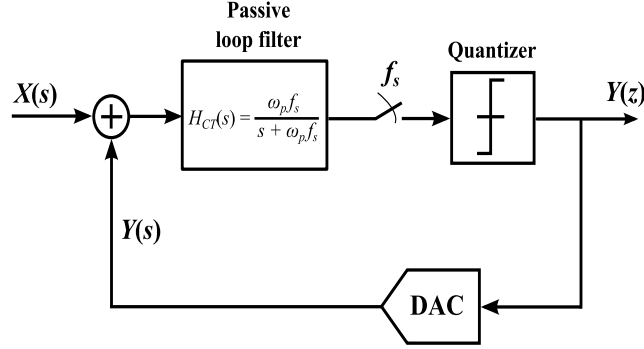 Passive
loop filter
Quantizer
X(s)
+
H_CT(s) = ω_p f_s / (s + ω_p f_s)
f_s
Y(z)
Y(s)
DAC